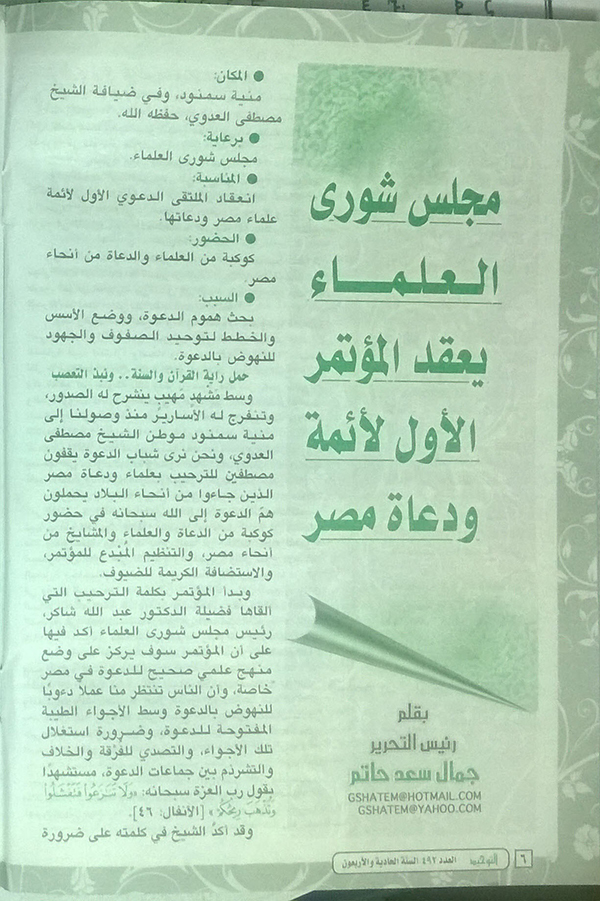 مجلس شورى
العلماء
يعقد المؤتمر
الأول لأئمة
ودعاة مصر
بقلم
رئيس التحرير
جمال سعد حاتم
GSHATEM@HOTMAIL.COM
GSHATEM@YAHOO.COM
● المكان:
منية سمنود، وفي ضيافة الشيخ
مصطفى العدوي، حفظه الله.
● برعاية:
مجلس شورى العلماء.
● المناسبة:
انعقاد الملتقى الدعوي الأول لأئمة
علماء مصر ودعاتها.
● الحضور:
كوكبة من العلماء والدعاة من أنحاء
مصر.
● السبب:
بحث هموم الدعوة، ووضع الأسس
والخطط لتوحيد الصفوف والجهود
للنهوض بالدعوة.
حمل راية القرآن والسنة.. ونبذ التعصب
وسط مشهدٍ مَهيب ينشرح له الصدور،
وتنفرج له الأسارير منذ وصولنا إلى
منية سمنود موطن الشيخ مصطفى
العدوي، ونحن نرى شباب الدعوة يقفون
مصطفين للترحيب بعلماء ودعاة مصر
الذين جاءوا من أنحاء البلاد يحملون
همّ الدعوة إلى الله سبحانه في حضور
كوكبة من الدعاة والعلماء والمشايخ من
أنحاء مصر، والتنظيم المُبْدع للمؤتمر،
والاستضافة الكريمة للضيوف.
وبدأ المؤتمر بكلمة الترحيب التي
ألقاها فضيلة الدكتور عبد الله شاكر،
رئيس مجلس شورى العلماء أكد فيها
على أن المؤتمر سوف يركز على وضع
منهج علمي صحيح للدعوة في مصر
خاصة، وأن الناس تنتظر منا عملاً دءوبًا
للنهوض بالدعوة وسط الأجواء الطيبة
المفتوحة للدعوة، وضرورة استغلال
تلك الأجواء، والتصدي للفُرقة والخلاف
والتشرذم بين جماعات الدعوة، مستشهدًا
بقول رب العزة سبحانه: «وَلَا تَنَازَعُوا فَتَفْشَلُوا
وَتَذْهَبَ رِيحُكُمْ» [الأنفال: ٤٦].
وقد أكدّ الشيخ في كلمته على ضرورة
٦ التوحيد العدد ٤٩٢ السنة الحادية والأربعون